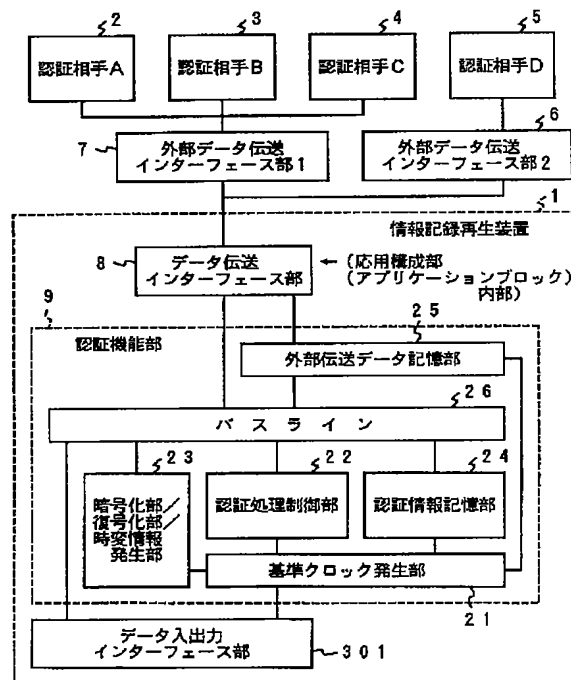 2
3
4
5
認証相手A
認証相手B
認証相手C
認証相手D
6
7
外部データ伝送
インターフェース部1
外部データ伝送
インターフェース部2
1
情報記録再生装置
8
データ伝送
インターフェース部
(応用構成部
(アプリケーションブロック)
内部)
9
25
認証機能部
外部伝送データ記憶部
26
バスライン
23
22
24
暗号化部/
復号化部/
時変情報
発生部
認証処理制御部
認証情報記憶部
基準クロック発生部
21
データ入出力
インターフェース部
301